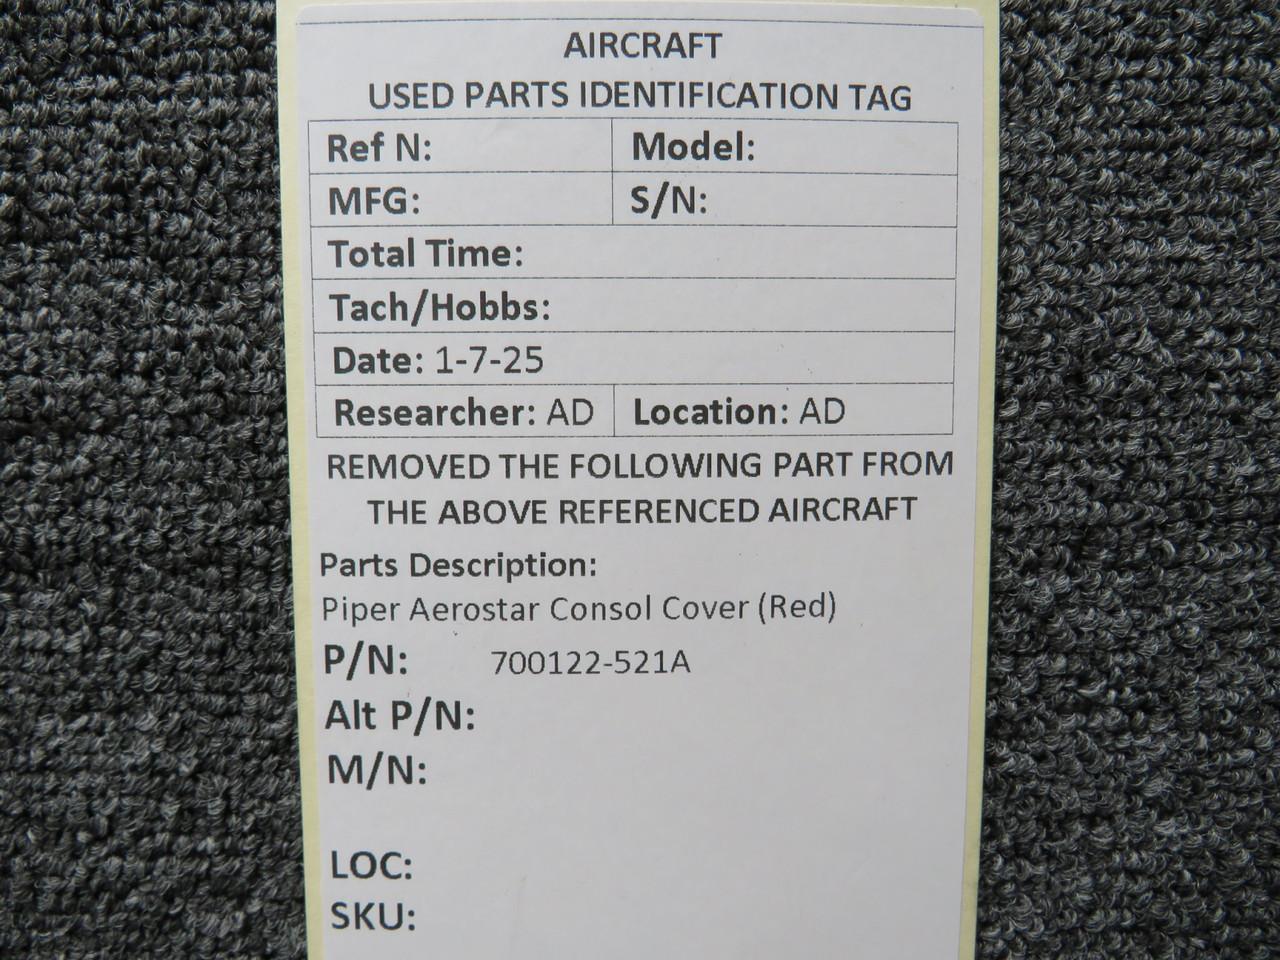 AIRCRAFT
USED PARTS IDENTIFICATION TAG
Ref N: Model:
MFG: S/N:
Total Time:
Tach/Hobbs:
Date: 1-7-25
Researcher: AD Location: AD
REMOVED THE FOLLOWING PART FROM
THE ABOVE REFERENCED AIRCRAFT
Parts Description:
Piper Aerostar Consol Cover (Red)
P/N: 700122-521A
Alt P/N:
M/N:
LOC:
SKU: